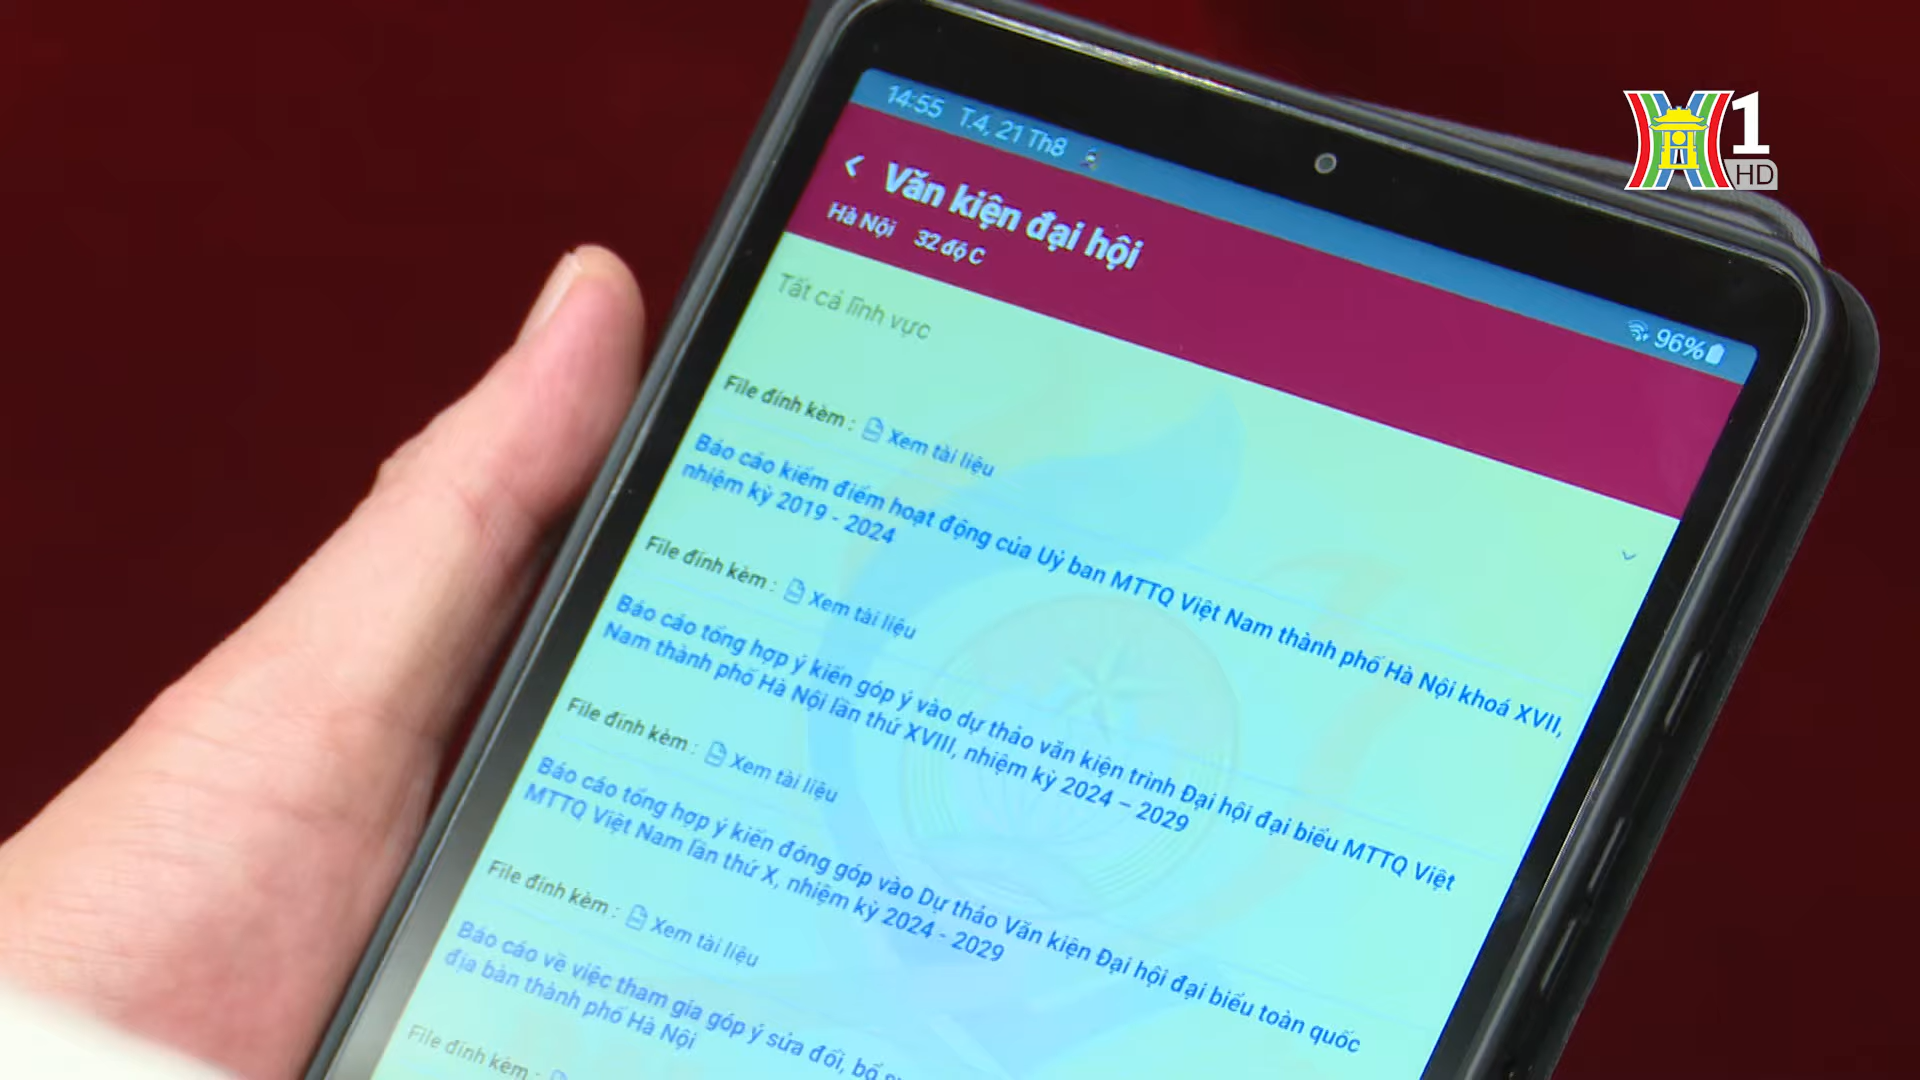 1
HD
14:55 T.4, 21 Th8
96%
Văn kiện đại hội
Hà Nội 32 độ C
Tất cả lĩnh vực
File đính kèm : Xem tài liệu
Báo cáo kiểm điểm hoạt động của Uỷ ban MTTQ Việt Nam thành phố Hà Nội khoá XVII,
nhiệm kỳ 2019 - 2024
File đính kèm : Xem tài liệu
Báo cáo tổng hợp ý kiến góp ý vào dự thảo văn kiện trình Đại hội đại biểu MTTQ Việt
Nam thành phố Hà Nội lần thứ XVIII, nhiệm kỳ 2024 – 2029
File đính kèm : Xem tài liệu
Báo cáo tổng hợp ý kiến đóng góp vào Dự thảo Văn kiện Đại hội đại biểu toàn quốc
MTTQ Việt Nam lần thứ X, nhiệm kỳ 2024 - 2029
File đính kèm : Xem tài liệu
Báo cáo về việc tham gia góp ý sửa đổi, bổ
địa bàn thành phố Hà Nội
File đính kèm :